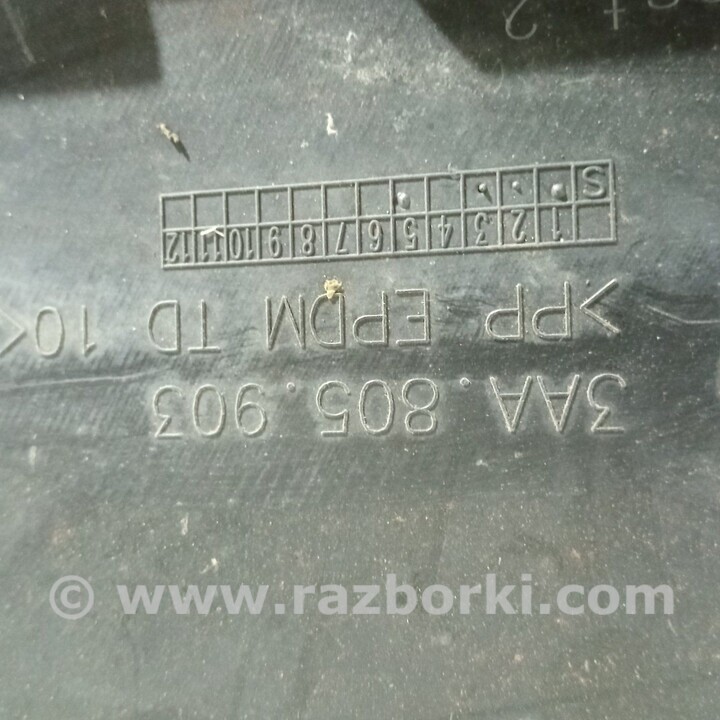 3AA.805.903
>PP EPDM TD 10<
1 2 3 4 5 6 7 8 9 10 11 12
S
© www.razborki.com